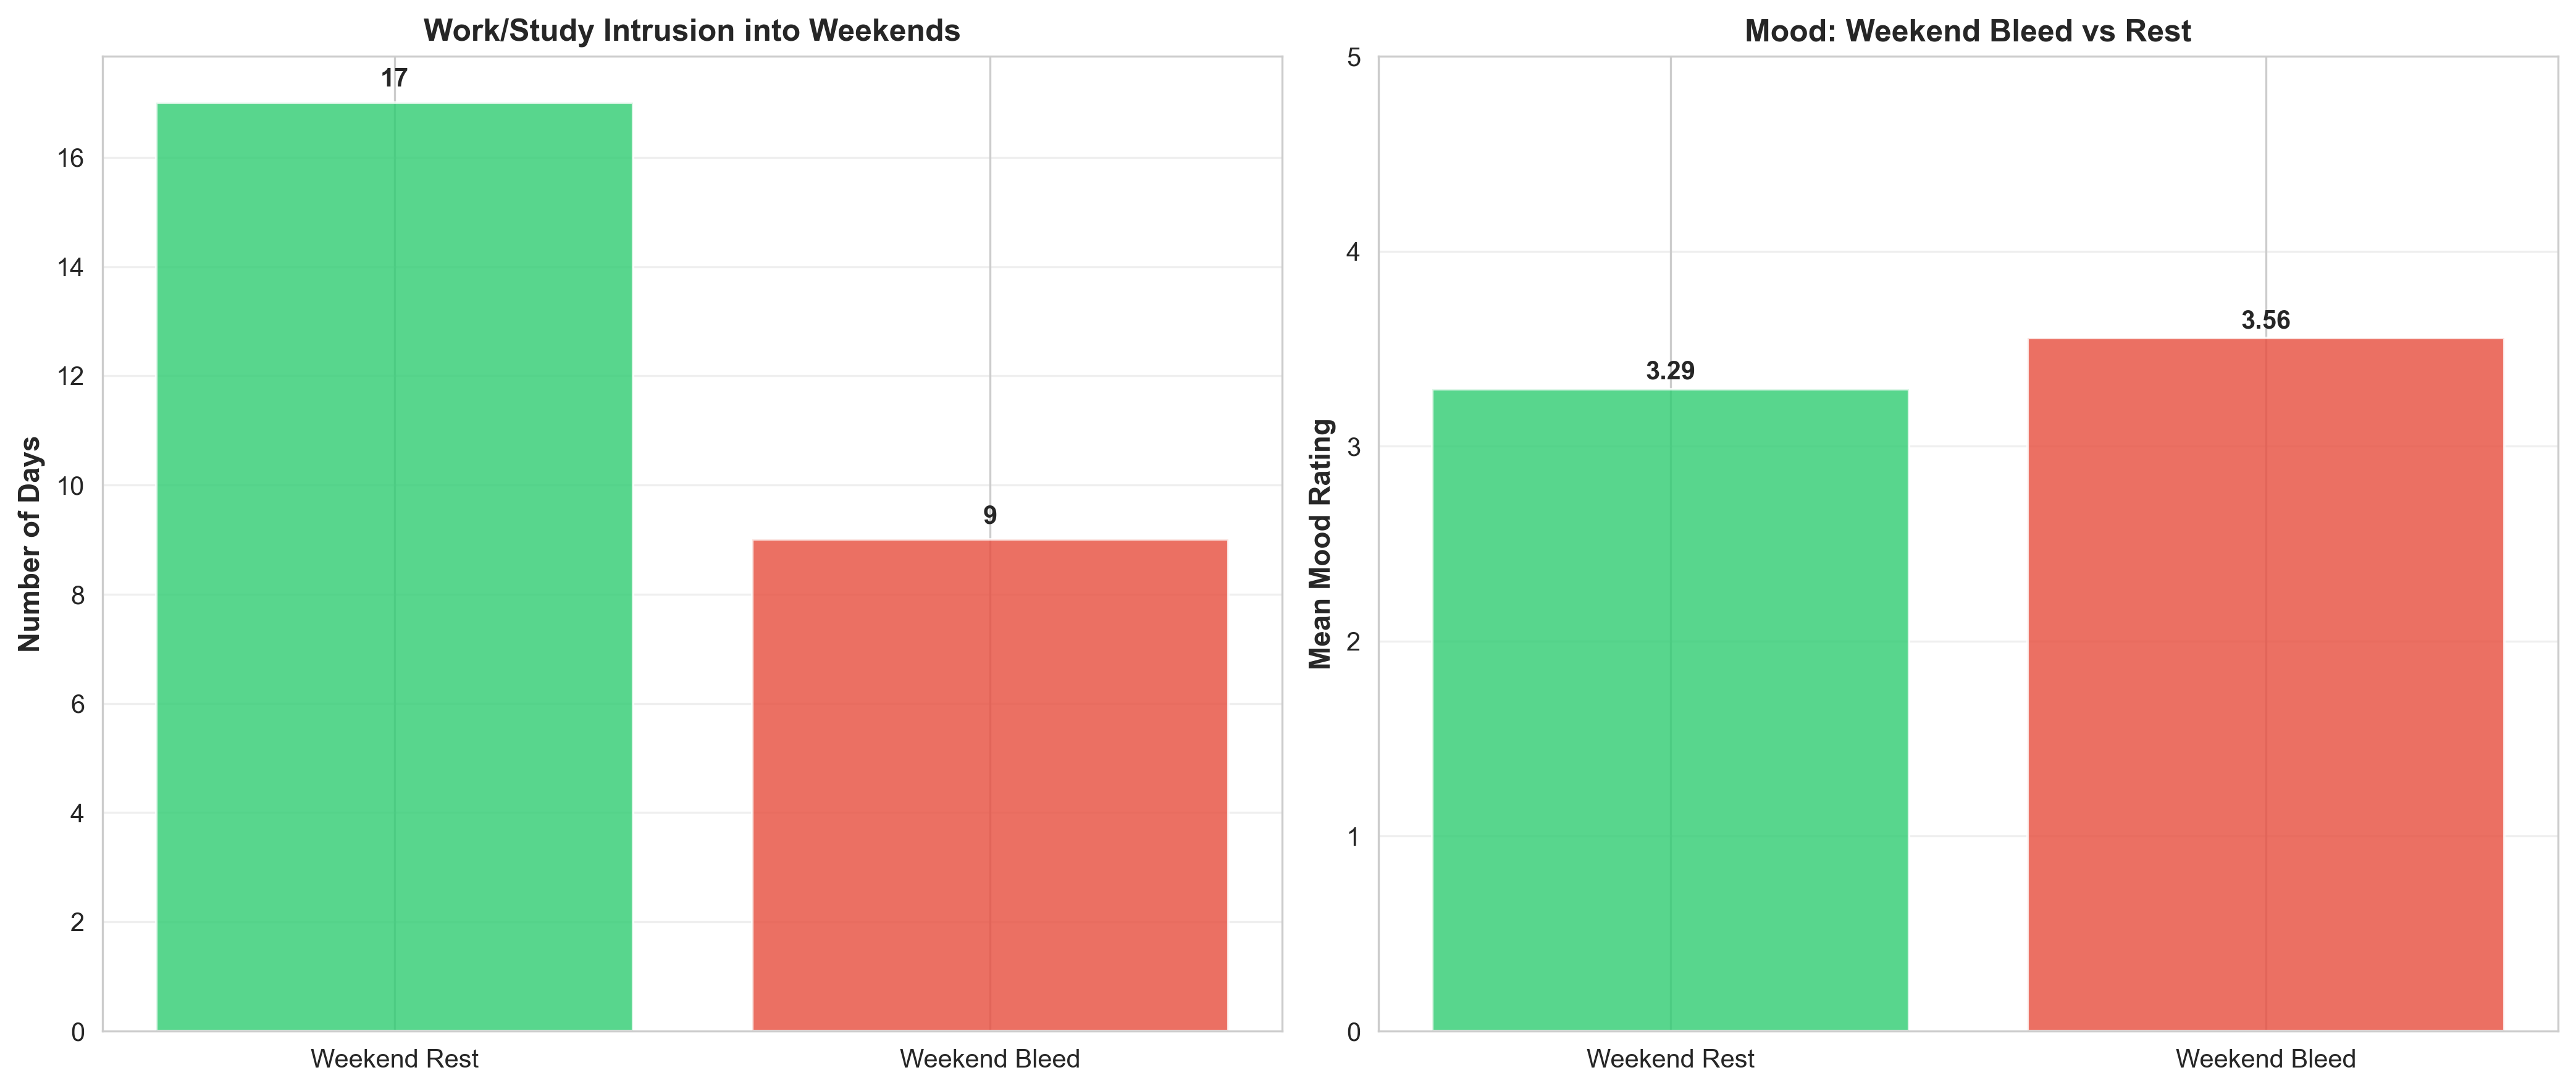 Work/Study Intrusion into Weekends
Number of Days
16
14
12
10
8
6
4
2
0
17
9
Weekend Rest
Weekend Bleed
Mood: Weekend Bleed vs Rest
Mean Mood Rating
5
4
3
2
1
0
3.29
3.56
Weekend Rest
Weekend Bleed